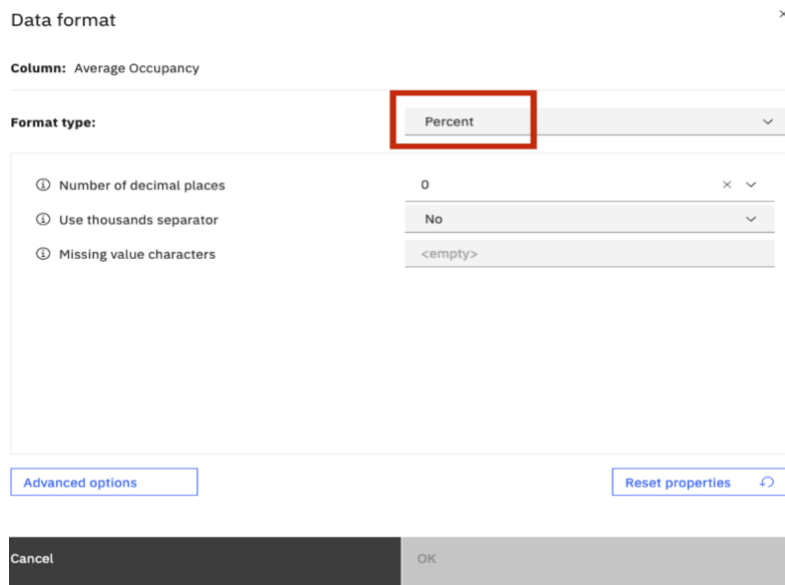 Data format
Column: Average Occupancy
Format type: Percent
Number of decimal places 0
Use thousands separator No
Missing value characters <empty>
Advanced options Reset properties
Cancel OK